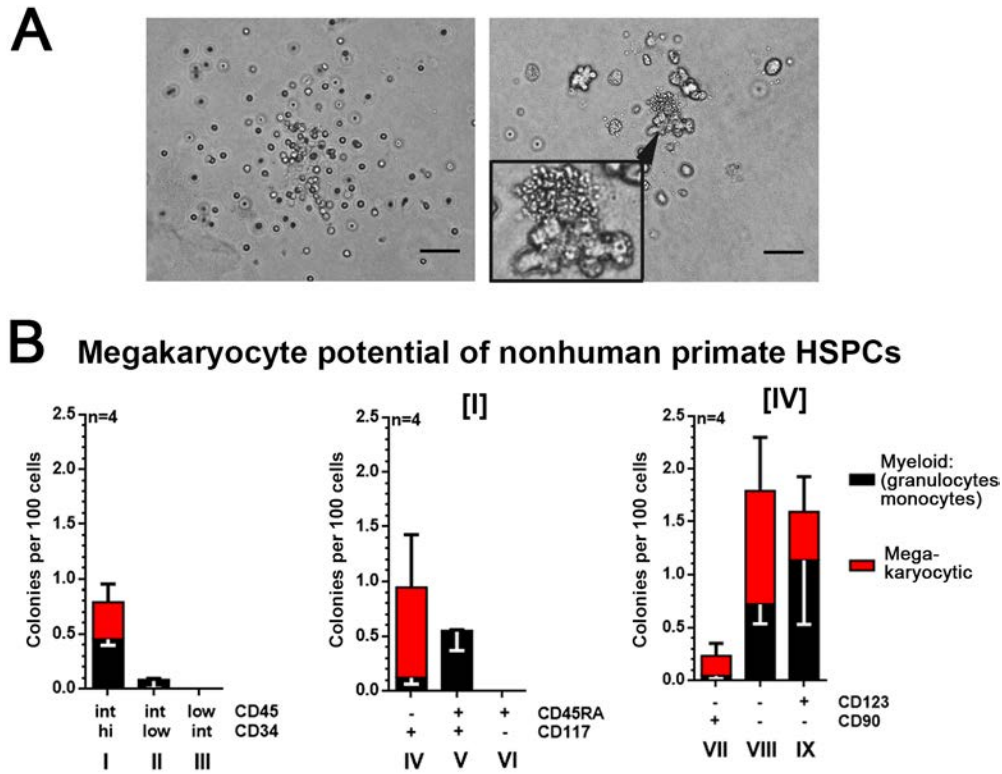 A
B Megakaryocyte potential of nonhuman primate HSPCs
n=4
Colonies per 100 cells
2.5
2.0
1.5
1.0
0.5
0.0
int int low CD45
hi low int CD34
I II III
[I]
n=4
Colonies per 100 cells
2.5
2.0
1.5
1.0
0.5
0.0
- + + CD45RA
+ + - CD117
IV V VI
[IV]
n=4
Colonies per 100 cells
2.5
2.0
1.5
1.0
0.5
0.0
- - + CD123
+ - - CD90
VII VIII IX
Myeloid:
(granulocytes
monocytes)
Mega-
karyocytic